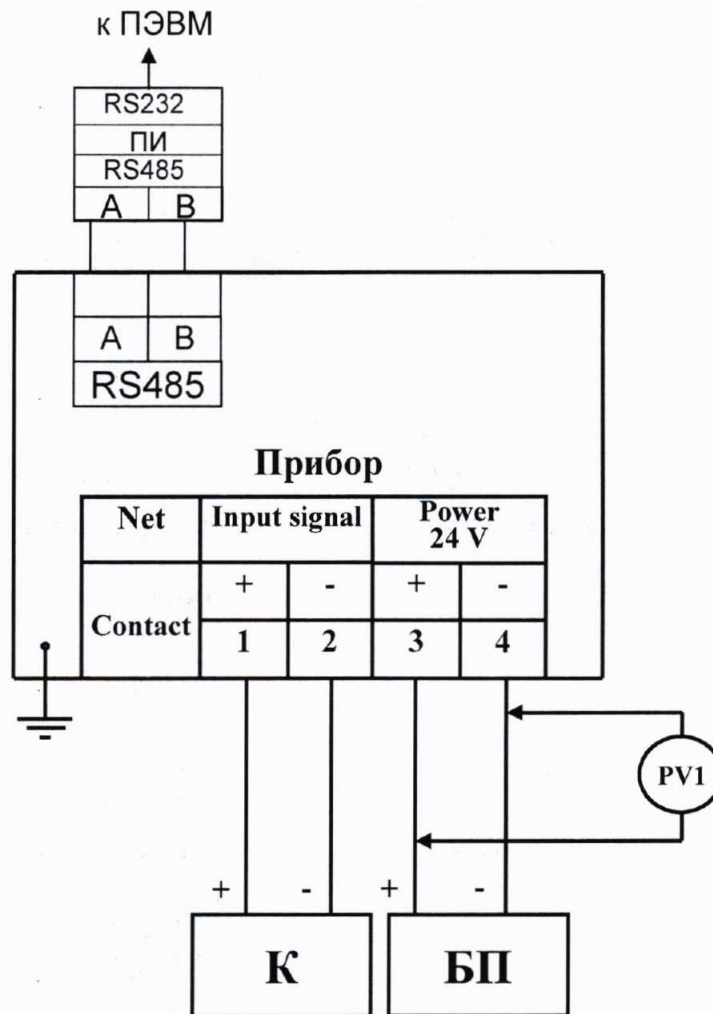 к ПЭВМ
RS232
ПИ
RS485
A B
A B
RS485
Прибор
Net Input signal Power 24 V
+ - + -
Contact
1 2 3 4
PV1
+ - + -
К БП